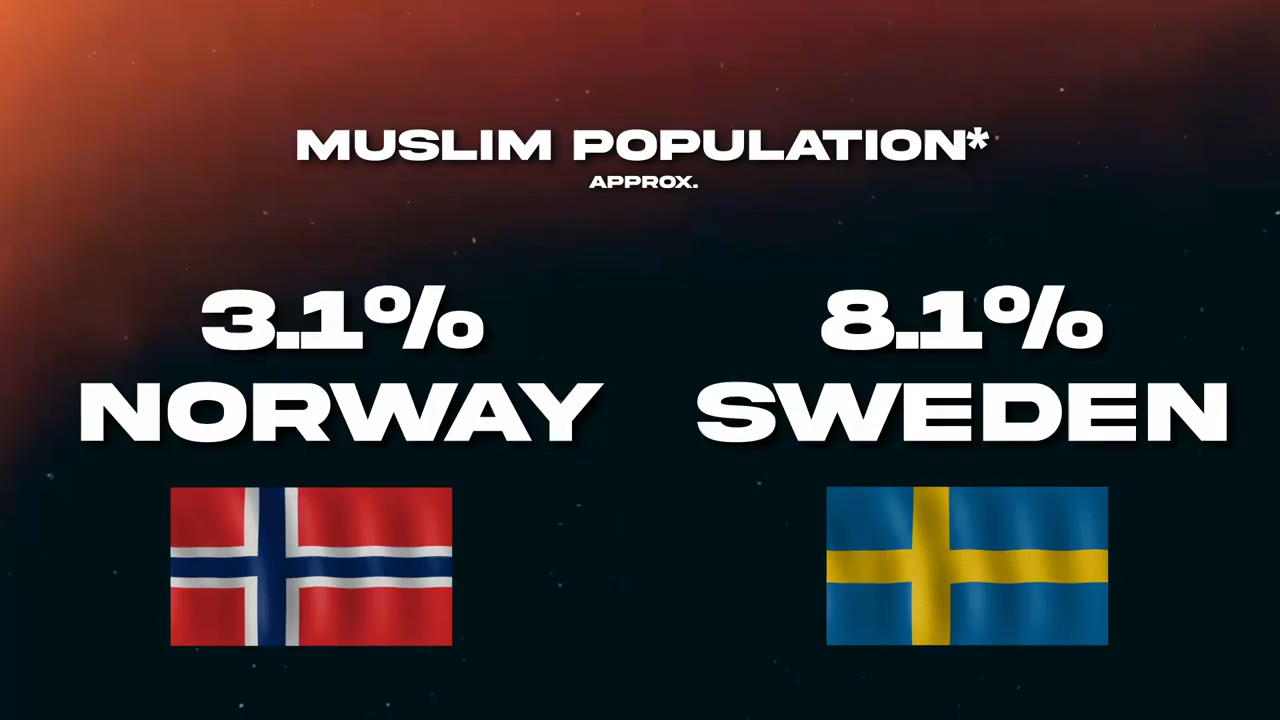 MUSLIM POPULATION*
APPROX.
3.1%
NORWAY
8.1%
SWEDEN